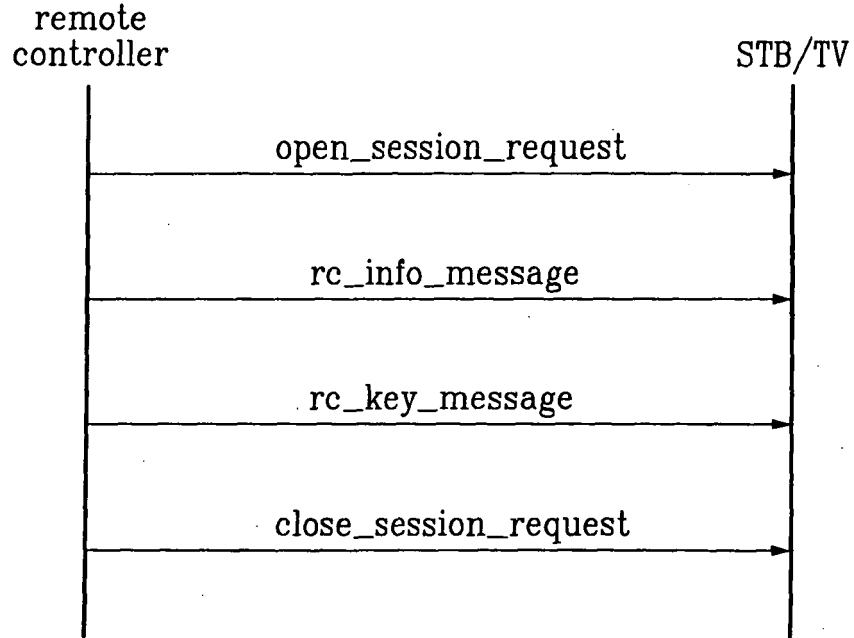 remote
controller
STB/TV
open_session_request
rc_info_message
rc_key_message
close_session_request